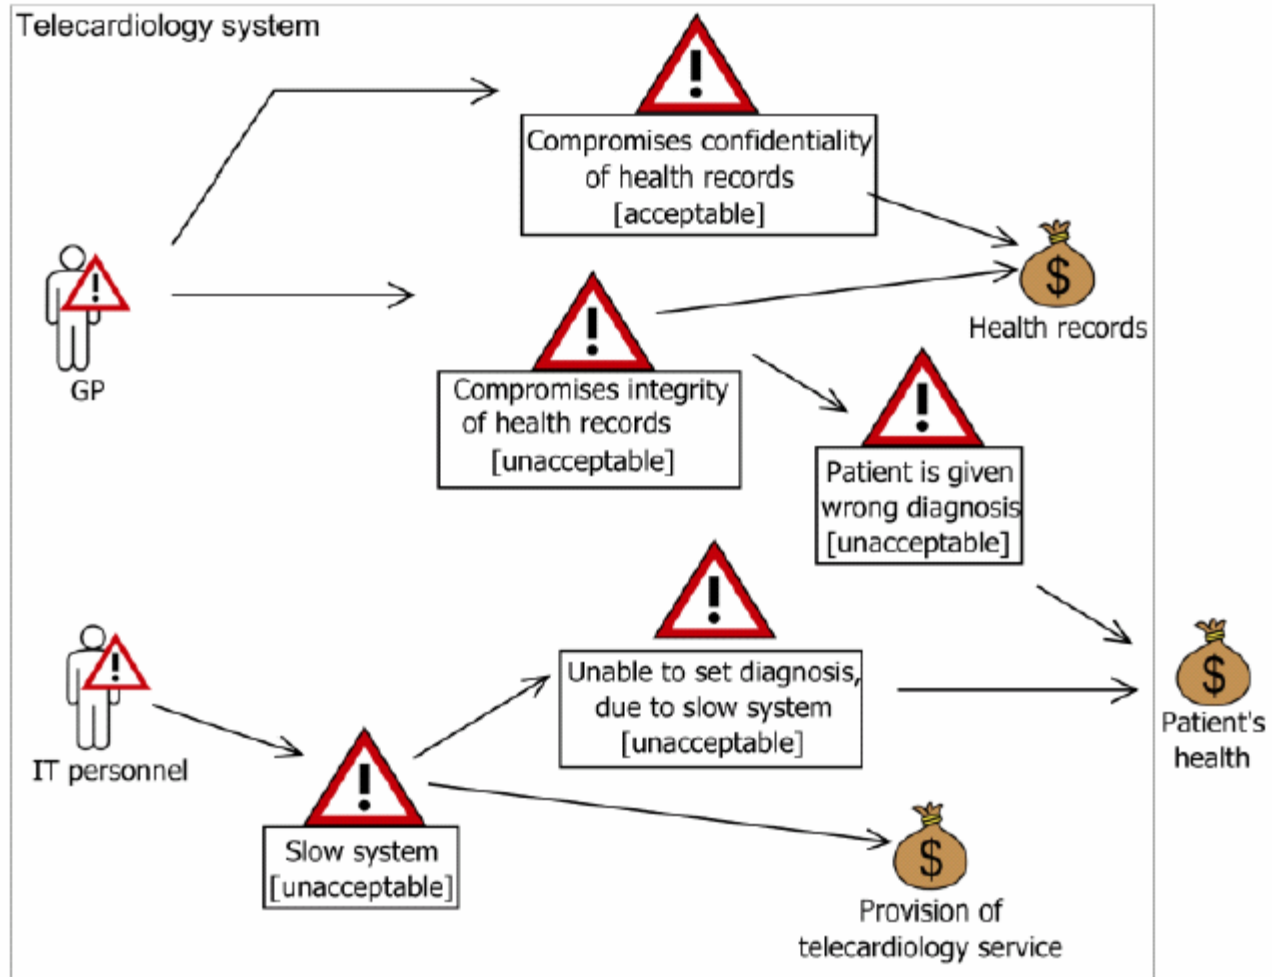 Telecardiology system
Compromises confidentiality
of health records
[acceptable]
$
Health records
GP
Compromises integrity
of health records
[unacceptable]
Patient is given
wrong diagnosis
[unacceptable]
Unable to set diagnosis,
due to slow system
[unacceptable]
$
Patient's
health
IT personnel
Slow system
[unacceptable]
$
Provision of
telecardiology service